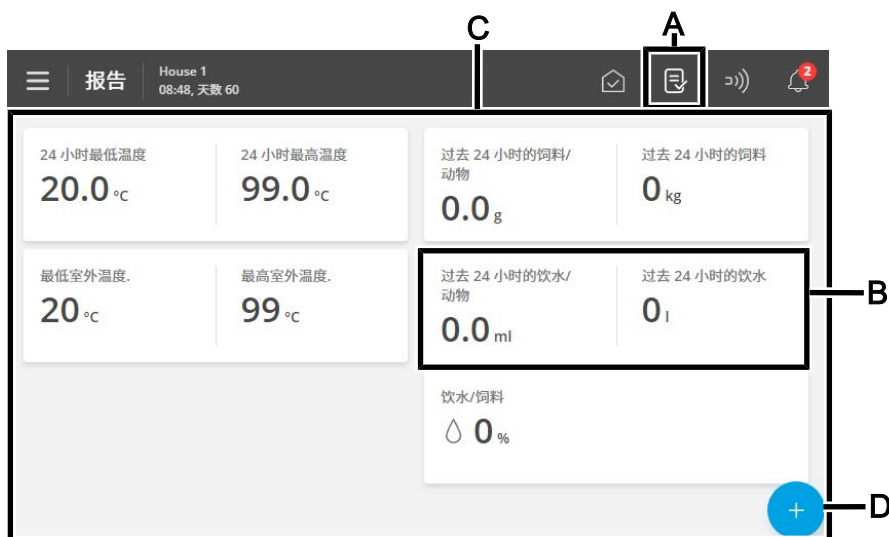 C
A
报告
House 1
08:48, 天数 60
2
24 小时最低温度
20.0 °C
24 小时最高温度
99.0 °C
过去 24 小时的饲料/
动物
0.0 g
过去 24 小时的饲料
0 kg
最低室外温度.
20 °C
最高室外温度.
99 °C
过去 24 小时的饮水/
动物
0.0 ml
过去 24 小时的饮水
0 l
B
饮水/饲料
0 %
+
D